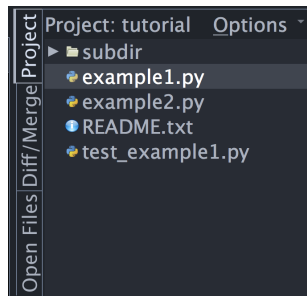 Project: tutorial Options
subdir
example1.py
example2.py
README.txt
test_example1.py
Project
Diff/Merge
Open Files